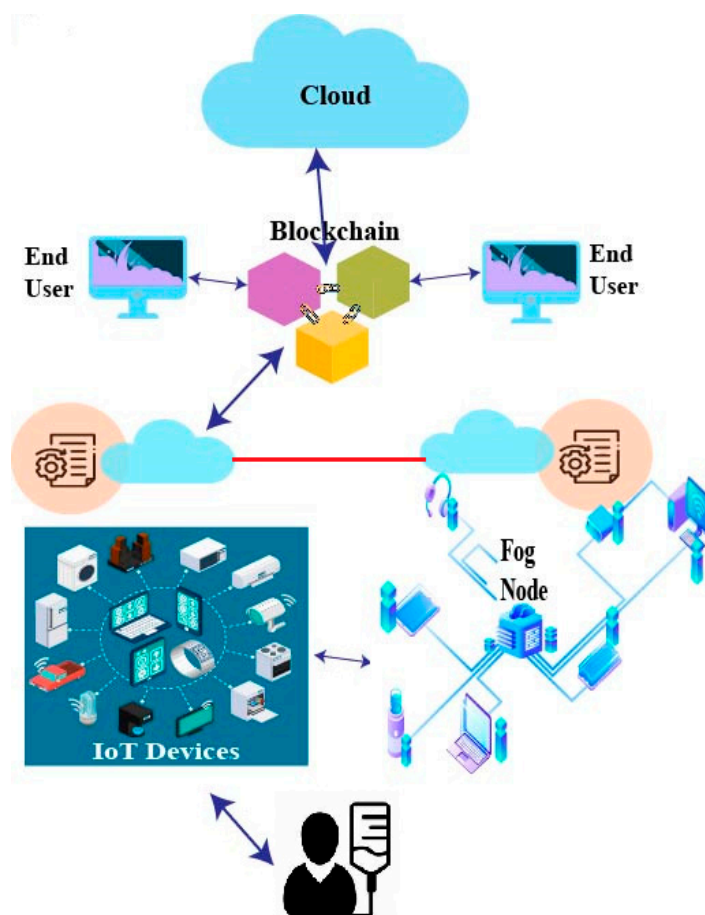 Cloud
Blockchain
End
User
End
User
Fog
Node
IoT Devices